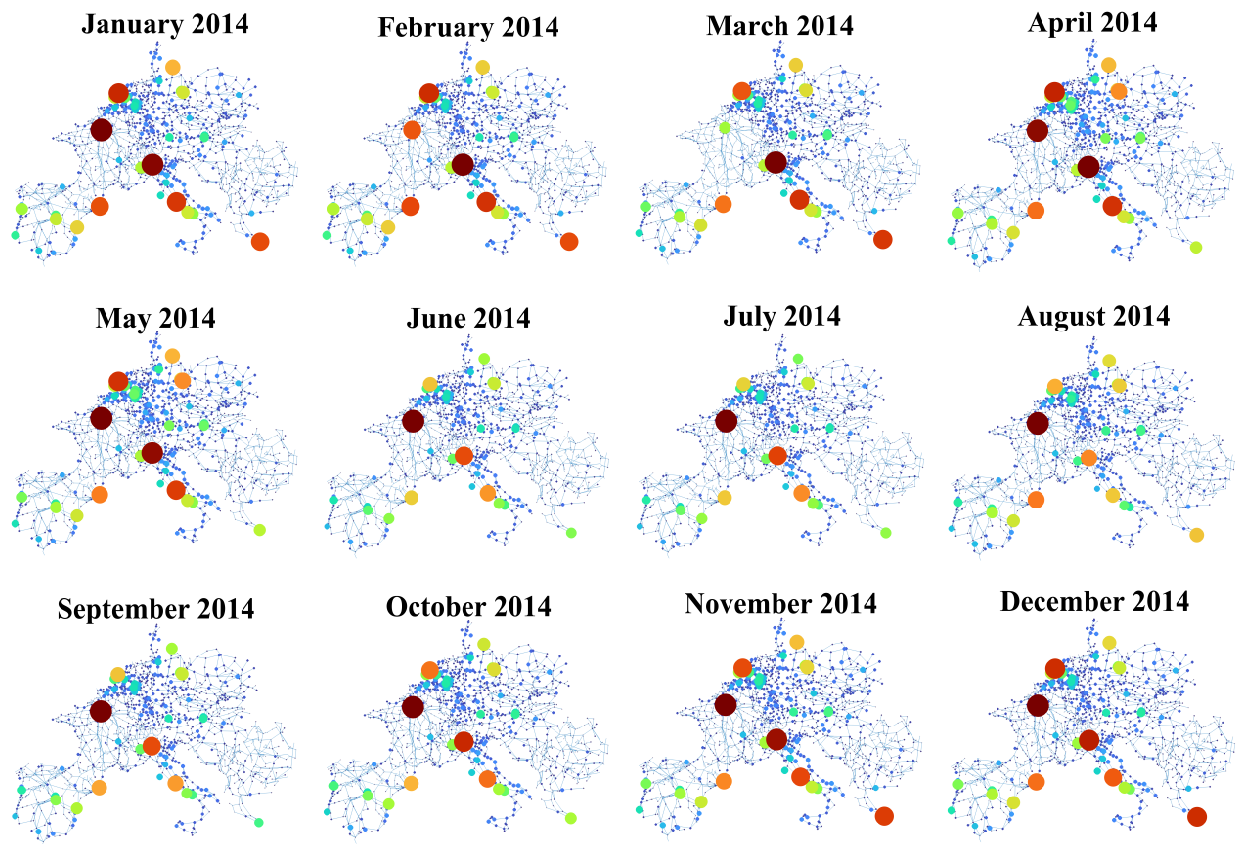 January 2014
February 2014
March 2014
April 2014
May 2014
June 2014
July 2014
August 2014
September 2014
October 2014
November 2014
December 2014